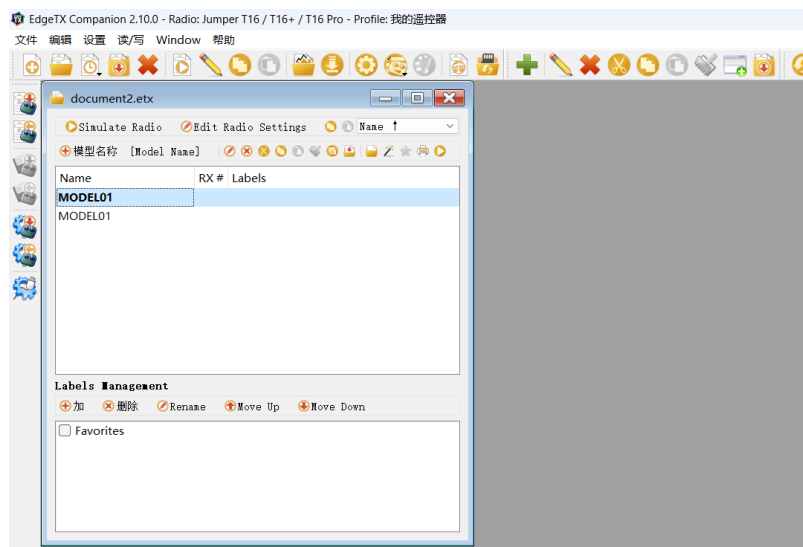 EdgeTX Companion 2.10.0 - Radio: Jumper T16 / T16+ / T16 Pro - Profile: 我的遥控器
文件 编辑 设置 读/写 Window 帮助
document2.etx
Simulate Radio Edit Radio Settings Name ↑
模型名称 [Model Name]
Name RX # Labels
MODEL01
MODEL01
Labels Management
加 删除 Rename Move Up Move Down
Favorites